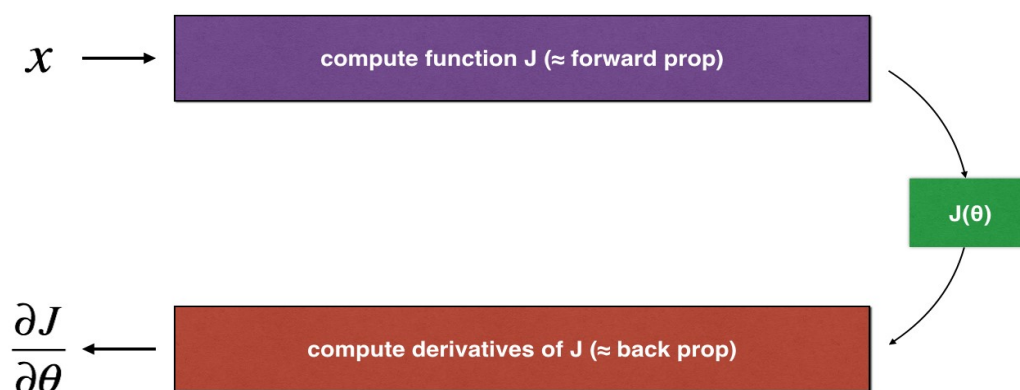 x
compute function J (≈ forward prop)
J(θ)
∂J
∂θ
compute derivatives of J (≈ back prop)